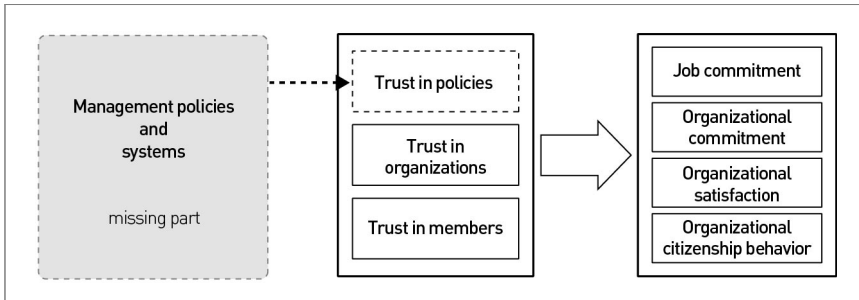 Management policies
and
systems
missing part
Trust in policies
Trust in
organizations
Trust in members
Job commitment
Organizational
commitment
Organizational
satisfaction
Organizational
citizenship behavior